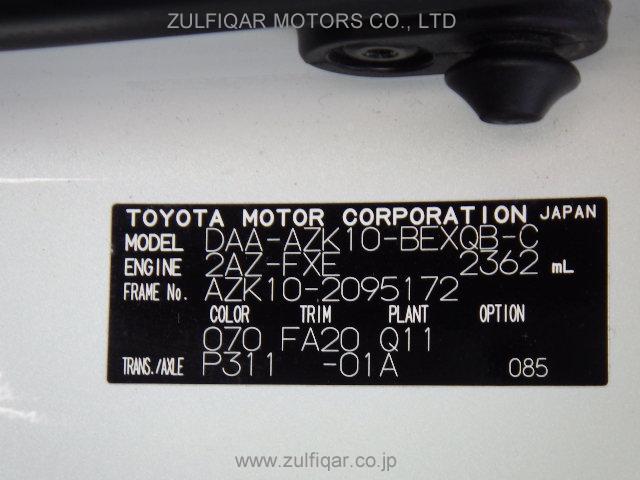 ZULFIQAR MOTORS CO., LTD
TOYOTA MOTOR CORPORATION JAPAN
MODEL DAA-AZK10-BEXQB-C
ENGINE 2AZ-FXE 2362 mL
FRAME No. AZK10-2095172
COLOR TRIM PLANT OPTION
070 FA20 Q11
TRANS./AXLE P311 -01A 085
www.zulfiqar.co.jp